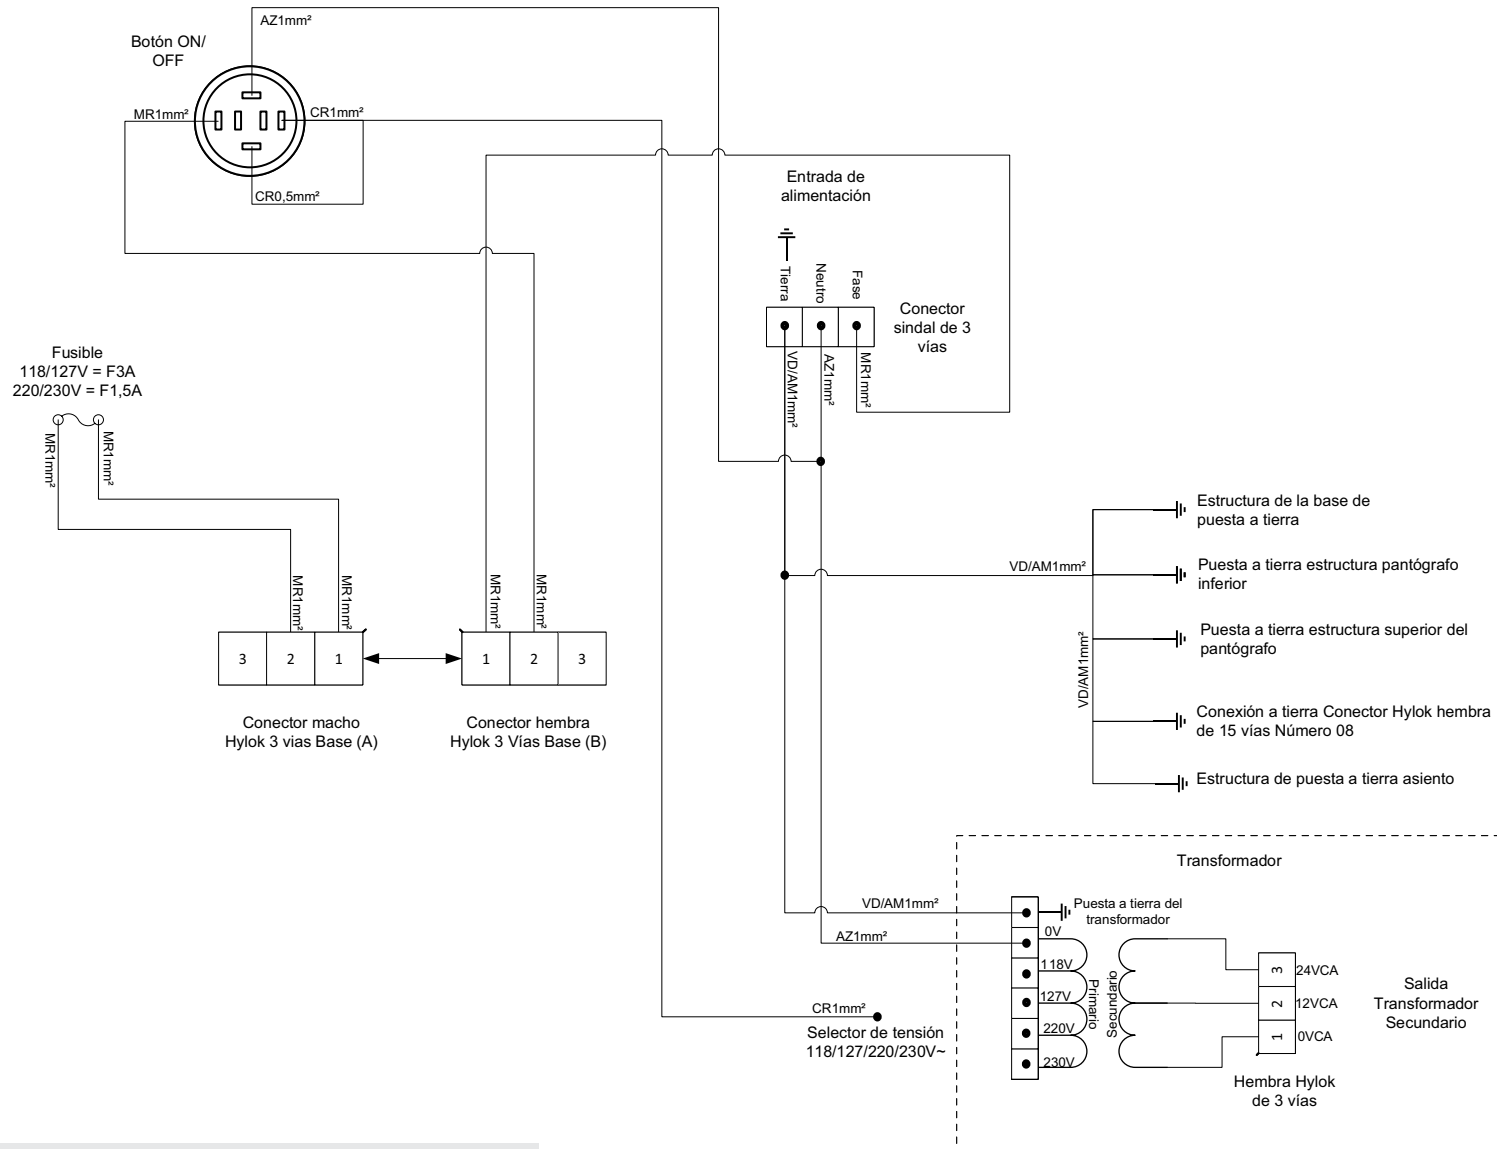 AZ1mm²
Botón ON/
OFF
MR1mm²
CR1mm²
CR0,5mm²
Entrada de
alimentación
Tierra
Neutro
Fase
Conector
sindal de 3
vías
VD/AM1mm²
AZ1mm²
MR1mm²
Fusible
118/127V = F3A
220/230V = F1,5A
MR1mm²
MR1mm²
MR1mm²
MR1mm²
MR1mm²
MR1mm²
3
2
1
1
2
3
Conector macho
Hylok 3 vias Base (A)
Conector hembra
Hylok 3 Vías Base (B)
VD/AM1mm²
VD/AM1mm²
Estructura de la base de
puesta a tierra
Puesta a tierra estructura pantógrafo
inferior
Puesta a tierra estructura superior del
pantógrafo
Conexión a tierra Conector Hylok hembra
de 15 vías Número 08
Estructura de puesta a tierra asiento
Transformador
VD/AM1mm²
AZ1mm²
Puesta a tierra del
transformador
0V
118V
127V
220V
230V
Primario
Secundario
3
2
1
24VCA
12VCA
0VCA
Salida
Transformador
Secundario
Hembra Hylok
de 3 vías
CR1mm²
Selector de tensión
118/127/220/230V~